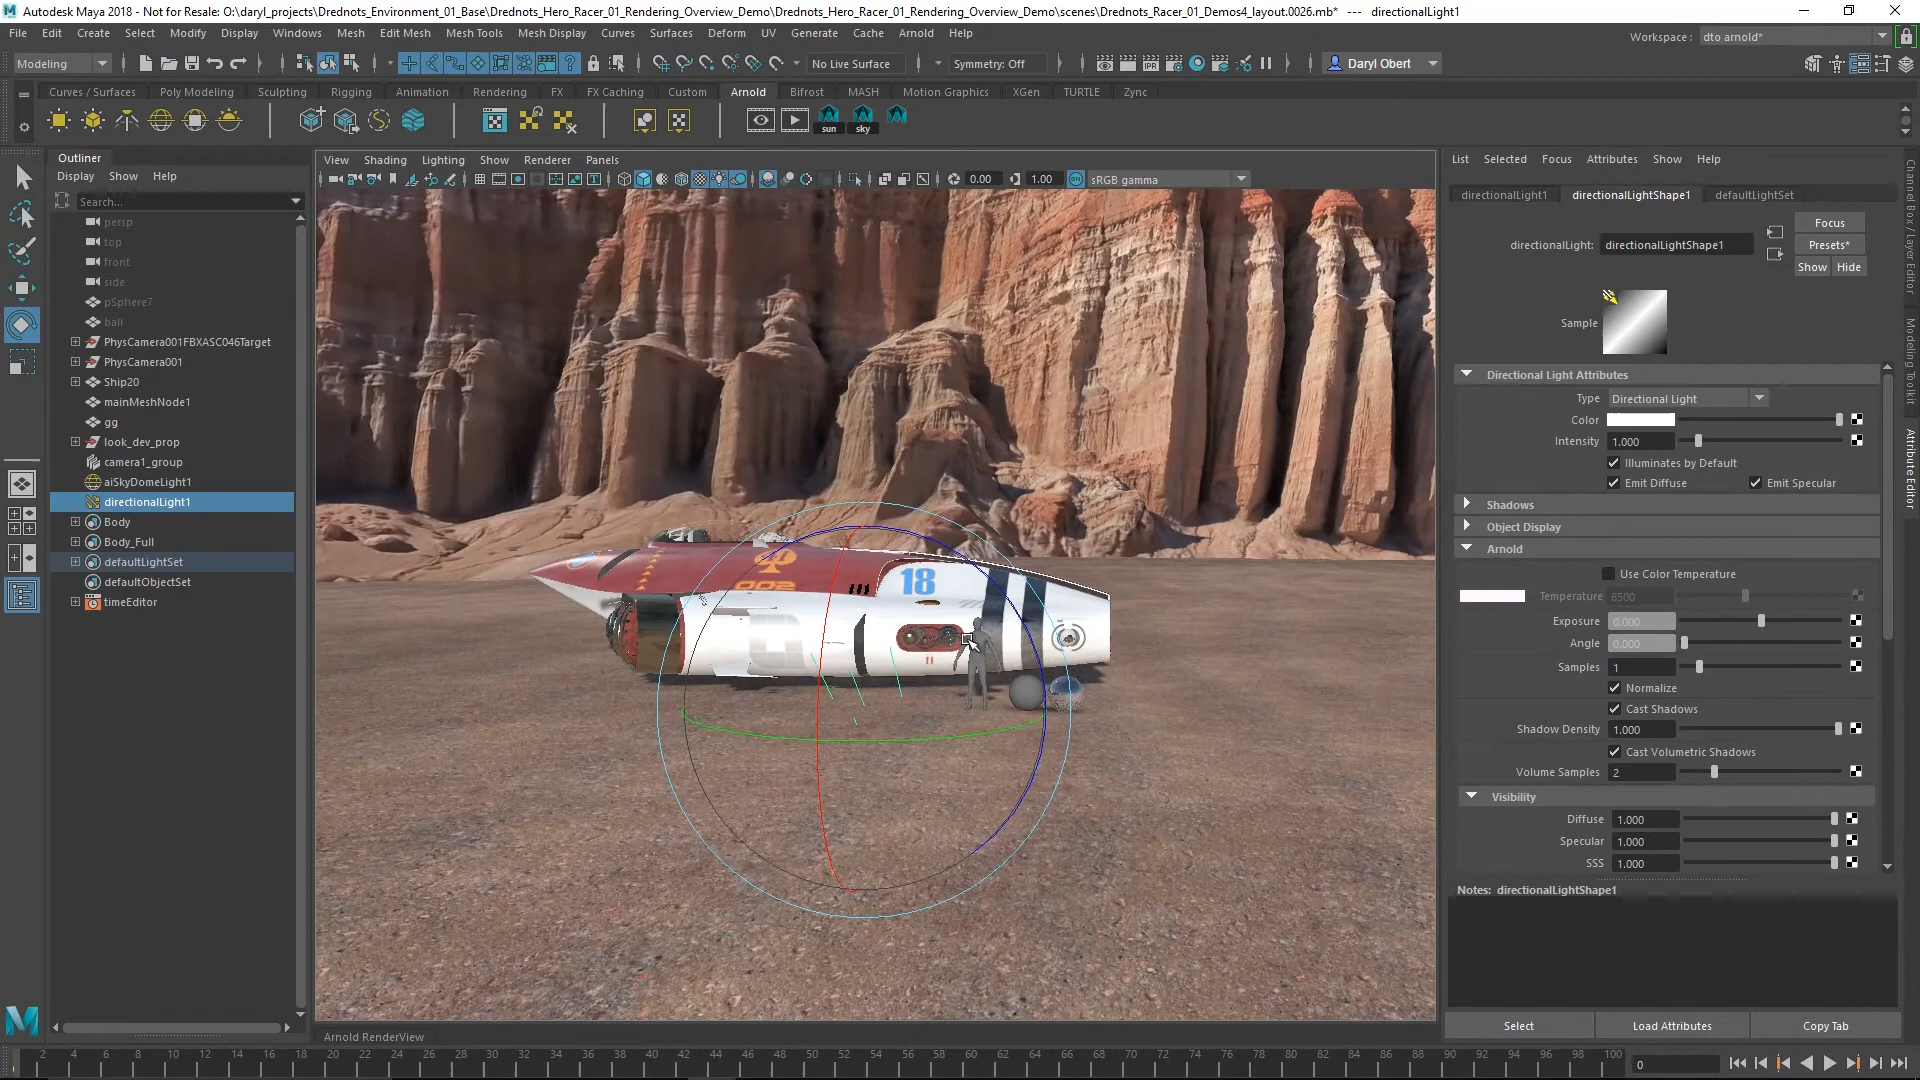 Autodesk Maya 2018 - Not for Resale: O:\daryl_projects\Drednots_Environment_01_Base\Drednots_Hero_Racer_01_Rendering_Overview_Demo\Drednots_Hero_Racer_01_Rendering_Overview_Demo\scenes\Drednots_Racer_01_Demos4_layout.0026.mb* --- directionalLight1
File Edit Create Select Modify Display Windows Mesh Edit Mesh Mesh Tools Mesh Display Curves Surfaces Deform UV Generate Cache Arnold Help
Workspace : dto arnold*
Modeling No Live Surface Symmetry: Off IPR Daryl Obert
Curves / Surfaces Poly Modeling Sculpting Rigging Animation Rendering FX FX Caching Custom Arnold Bifrost MASH Motion Graphics XGen TURTLE Zync
sun sky
Outliner
Display Show Help
Search...
persp
top
front
side
pSphere7
ball
PhysCamera001FBXASC046Target
PhysCamera001
Ship20
mainMeshNode1
gg
look_dev_prop
camera1_group
aiSkyDomeLight1
directionalLight1
Body
Body_Full
defaultLightSet
defaultObjectSet
timeEditor
View Shading Lighting Show Renderer Panels
0.00 1.00 ON sRGB gamma
18
002
Arnold RenderView
List Selected Focus Attributes Show Help
directionalLight1 directionalLightShape1 defaultLightSet
directionalLight: directionalLightShape1
Focus
Presets*
Show Hide
Sample
Directional Light Attributes
Type Directional Light
Color
Intensity 1.000
Illuminates by Default
Emit Diffuse Emit Specular
Shadows
Object Display
Arnold
Use Color Temperature
Temperature 6500
Exposure 0.000
Angle 0.000
Samples 1
Normalize
Cast Shadows
Shadow Density 1.000
Cast Volumetric Shadows
Volume Samples 2
Visibility
Diffuse 1.000
Specular 1.000
SSS 1.000
Notes: directionalLightShape1
Select Load Attributes Copy Tab
Channel Box / Layer Editor
Modeling Toolkit
Attribute Editor
2 4 6 8 10 12 14 16 18 20 22 24 26 28 30 32 34 36 38 40 42 44 46 48 50 52 54 56 58 60 62 64 66 68 70 72 74 76 78 80 82 84 86 88 90 92 94 96 98 100 0